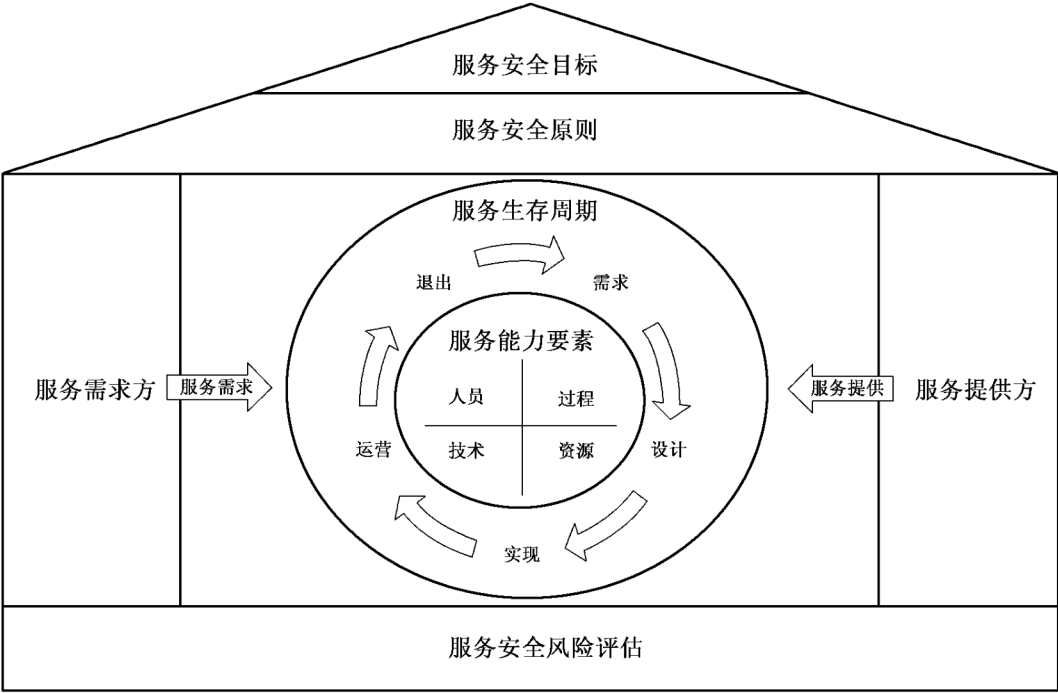 服务安全目标
服务安全原则
服务生存周期
退出
需求
服务能力要素
服务需求方
服务需求
人员
过程
服务提供
服务提供方
运营
技术
资源
设计
实现
服务安全风险评估